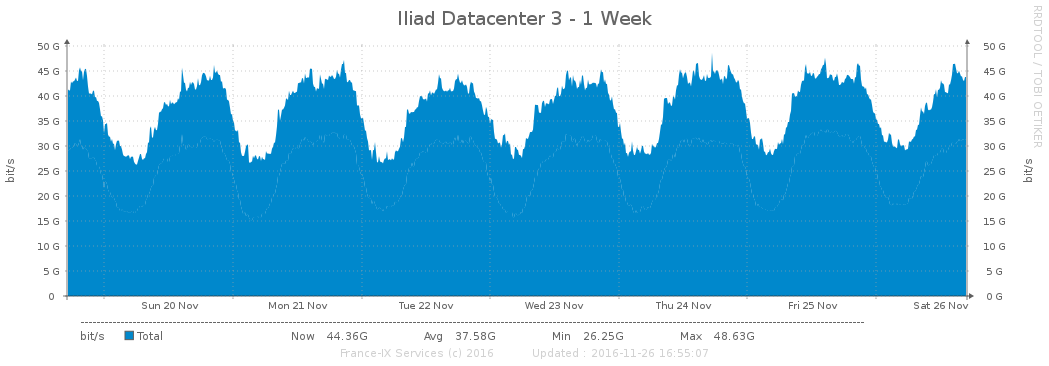 Iliad Datacenter 3 - 1 Week
RRDTOOL / TOBI OETIKER
50 G 50 G
45 G 45 G
40 G 40 G
35 G 35 G
30 G 30 G
25 G 25 G
20 G 20 G
15 G 15 G
10 G 10 G
5 G 5 G
0 0 G
bit/s bit/s
Sun 20 Nov Mon 21 Nov Tue 22 Nov Wed 23 Nov Thu 24 Nov Fri 25 Nov Sat 26 Nov
bit/s Total Now 44.36G Avg 37.58G Min 26.25G Max 48.63G
France-IX Services (c) 2016 Updated : 2016-11-26 16:55:07